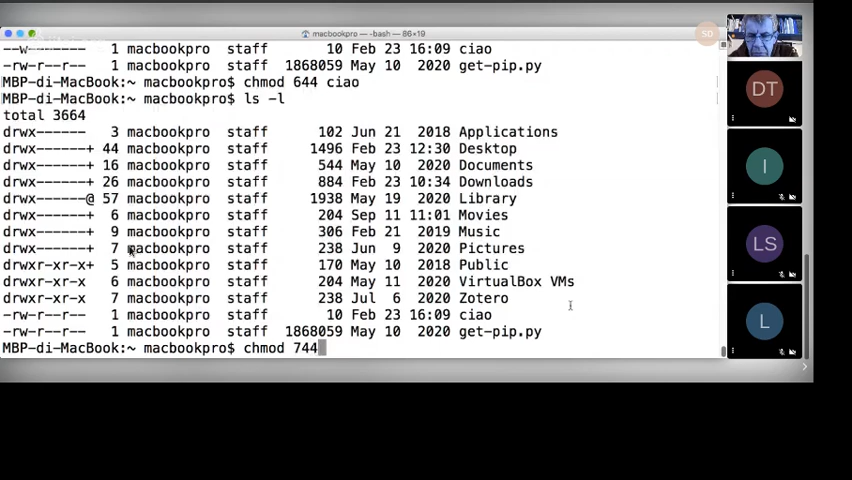 macbookpro — -bash — 86×19
--w------- 1 macbookpro staff 10 Feb 23 16:09 ciao
-rw-r--r-- 1 macbookpro staff 1868059 May 10 2020 get-pip.py
MBP-di-MacBook:~ macbookpro$ chmod 644 ciao
MBP-di-MacBook:~ macbookpro$ ls -l
total 3664
drwx------ 3 macbookpro staff 102 Jun 21 2018 Applications
drwx------+ 44 macbookpro staff 1496 Feb 23 12:30 Desktop
drwx------+ 16 macbookpro staff 544 May 10 2020 Documents
drwx------+ 26 macbookpro staff 884 Feb 23 10:34 Downloads
drwx------@ 57 macbookpro staff 1938 May 19 2020 Library
drwx------+ 6 macbookpro staff 204 Sep 11 11:01 Movies
drwx------+ 9 macbookpro staff 306 Feb 21 2019 Music
drwx------+ 7 macbookpro staff 238 Jun 9 2020 Pictures
drwxr-xr-x+ 5 macbookpro staff 170 May 10 2018 Public
drwxr-xr-x 6 macbookpro staff 204 May 11 2020 VirtualBox VMs
drwxr-xr-x 7 macbookpro staff 238 Jul 6 2020 Zotero
-rw-r--r-- 1 macbookpro staff 10 Feb 23 16:09 ciao
-rw-r--r-- 1 macbookpro staff 1868059 May 10 2020 get-pip.py
MBP-di-MacBook:~ macbookpro$ chmod 744
SD
DT
I
LS
L